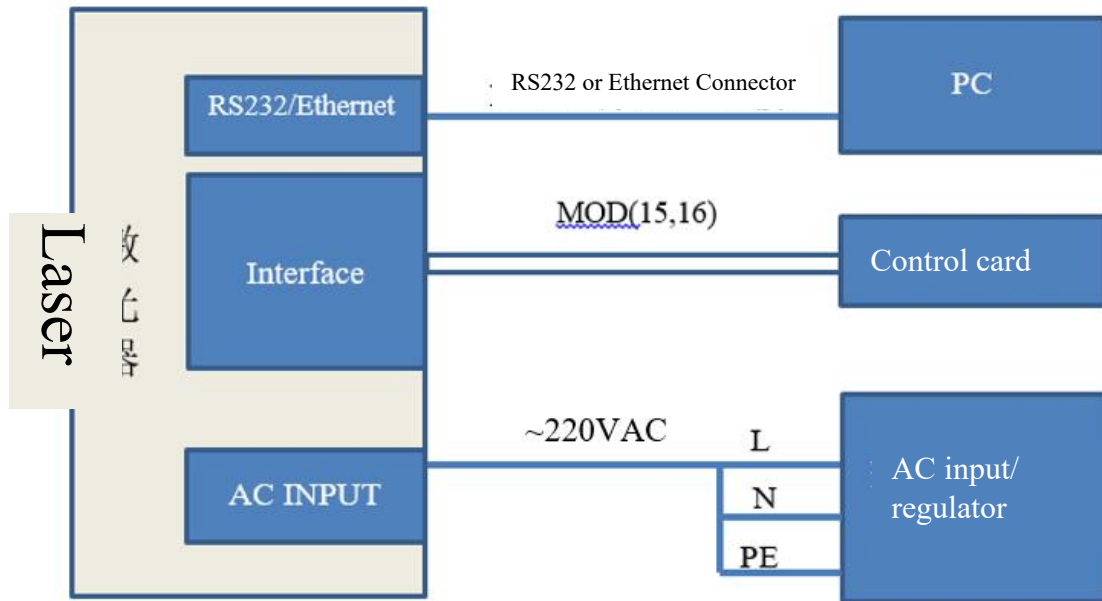 RS232/Ethernet
RS232 or Ethernet Connector
PC
Laser
Interface
MOD(15,16)
Control card
AC INPUT
~220VAC
L
N
PE
AC input/
regulator